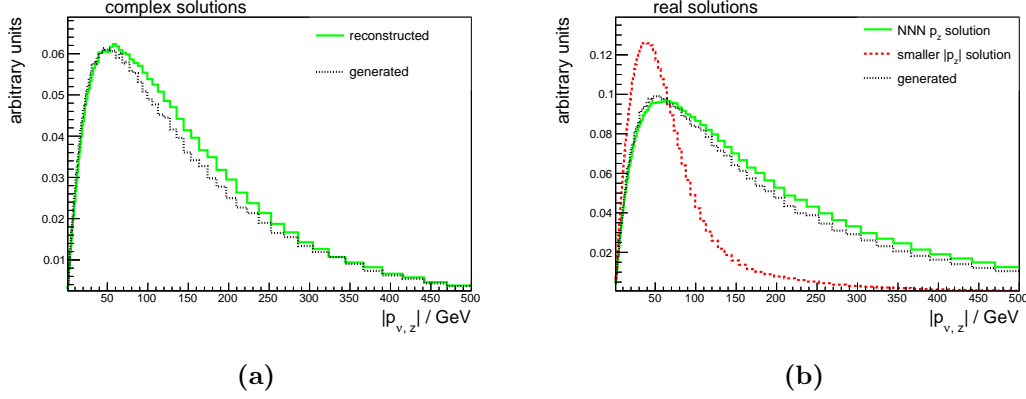 complex solutions
arbitrary units
0.06
0.05
0.04
0.03
0.02
0.01
reconstructed
generated
50 100 150 200 250 300 350 400 450 500
|p_ν, z| / GeV
(a)
real solutions
arbitrary units
0.12
0.1
0.08
0.06
0.04
0.02
NNN p_z solution
smaller |p_z| solution
generated
50 100 150 200 250 300 350 400 450 500
|p_ν, z| / GeV
(b)